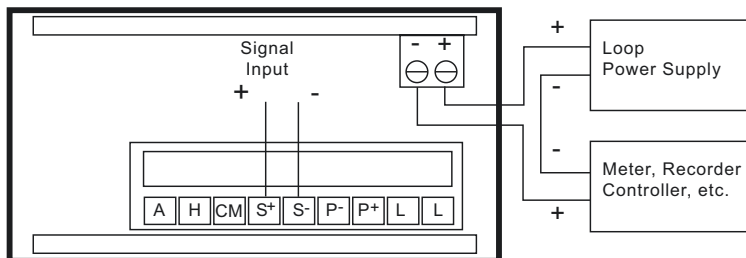 Signal
Input
+ -
- +
+
Loop
Power Supply
-
-
Meter, Recorder
Controller, etc.
+
A H CM S+ S- P- P+ L L